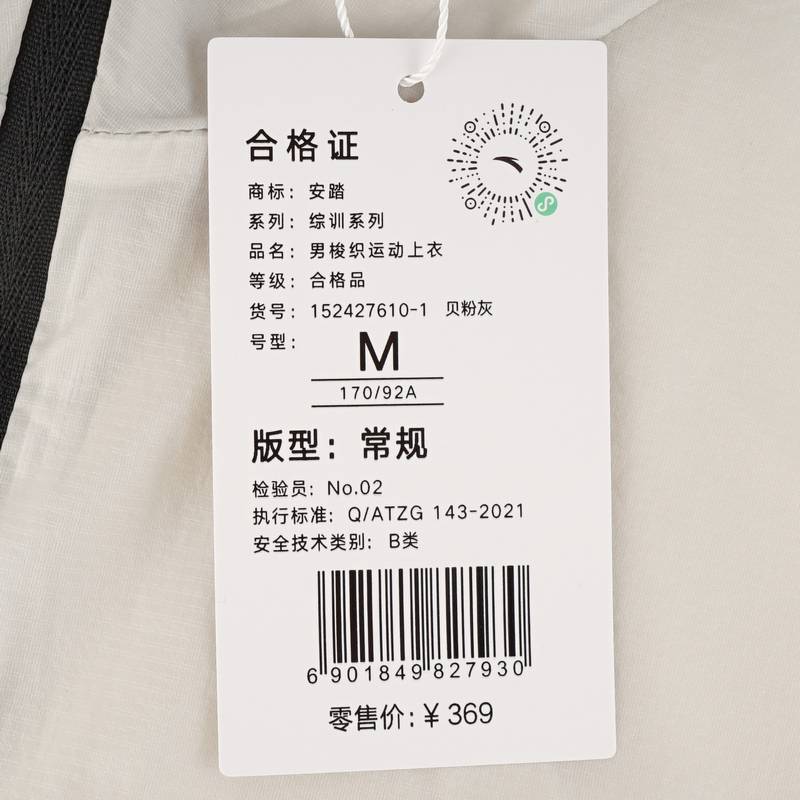 合格证
商标：安踏
系列：综训系列
品名：男梭织运动上衣
等级：合格品
货号：152427610-1 贝粉灰
号型：
M
170/92A
版型：常规
检验员：No.02
执行标准：Q/ATZG 143-2021
安全技术类别：B类
6 901849 827930
零售价：¥ 369